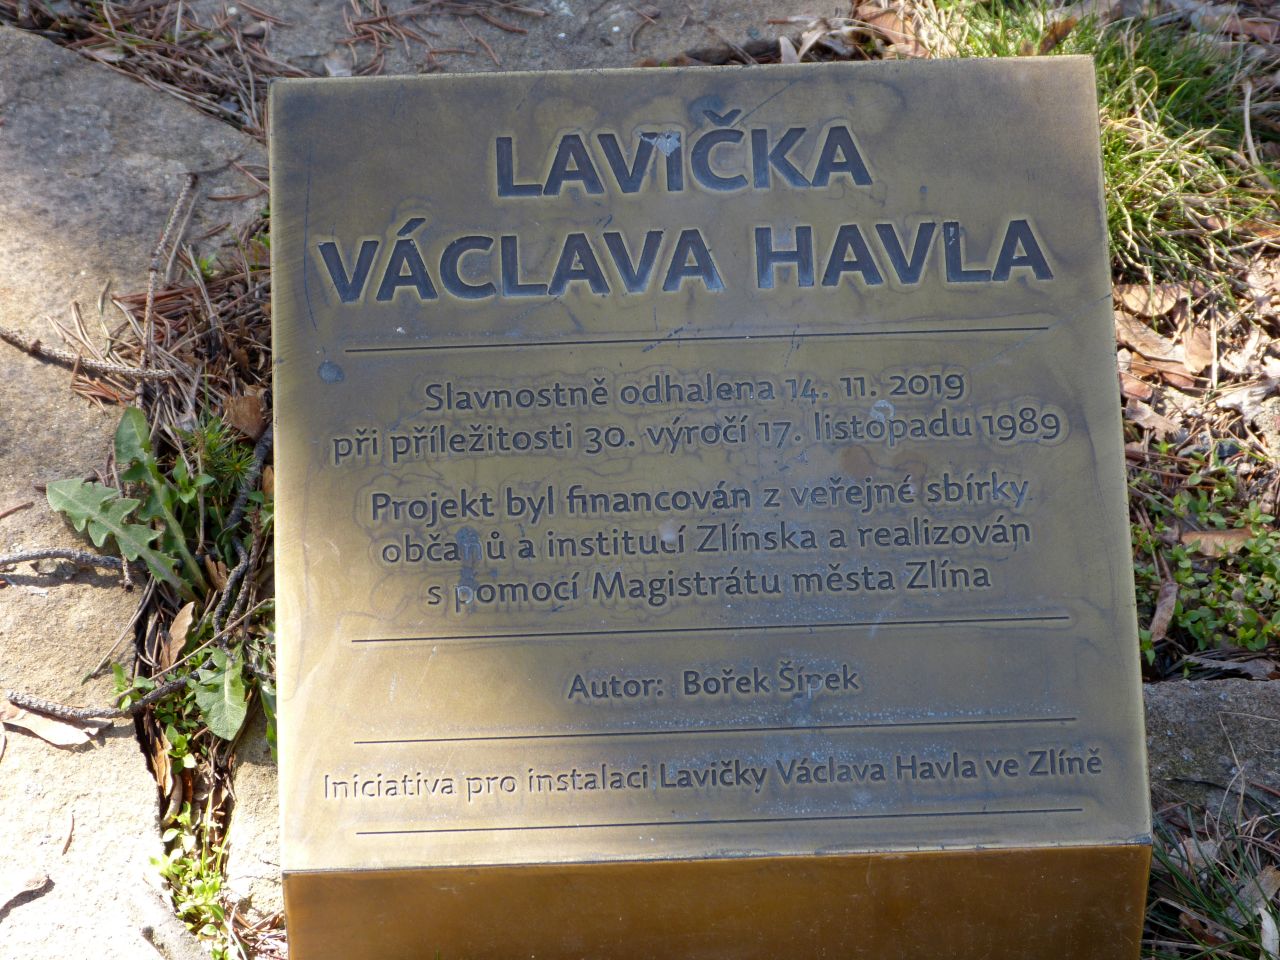 LAVIČKA
VÁCLAVA HAVLA
Slavnostně odhalena 14. 11. 2019
při příležitosti 30. výročí 17. listopadu 1989
Projekt byl financován z veřejné sbírky
občanů a institucí Zlínska a realizován
s pomocí Magistrátu města Zlína
Autor: Bořek Šípek
Iniciativa pro instalaci Lavičky Václava Havla ve Zlíně